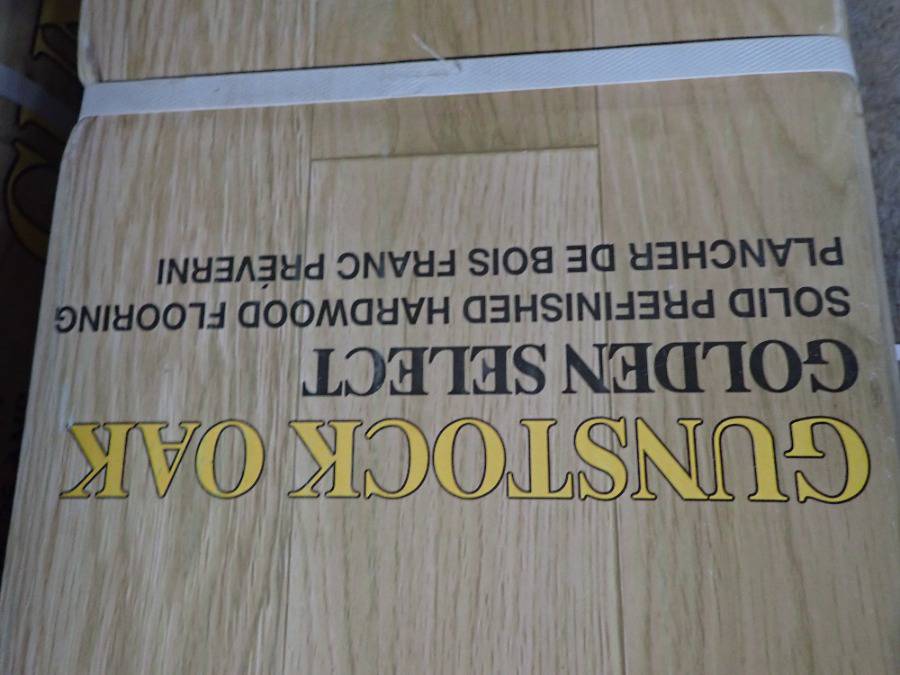 GUNSTOCK OAK
GOLDEN SELECT
SOLID PREFINISHED HARDWOOD FLOORING
PLANCHER DE BOIS FRANC PRÉVERNI